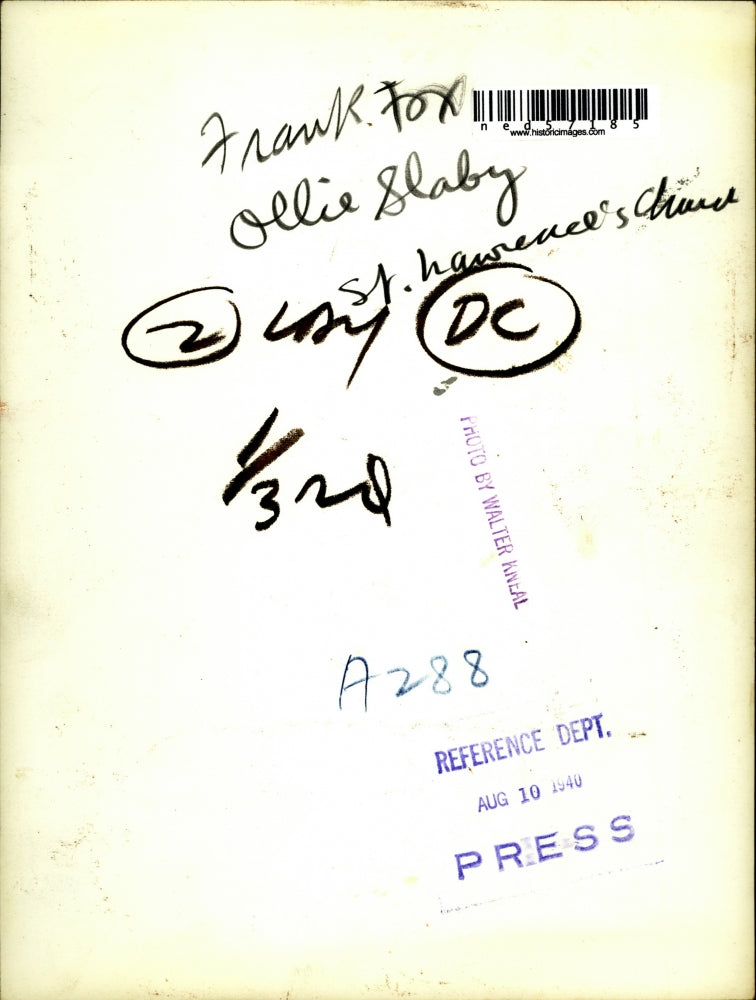 Frank Fox
ned57185
www.historicimages.com
Ollie Slaby
St. Lawrence's Church
2 DC
1/3rd
PHOTO BY WALTER KNEAL
A288
REFERENCE DEPT.
AUG 10 1940
PRESS